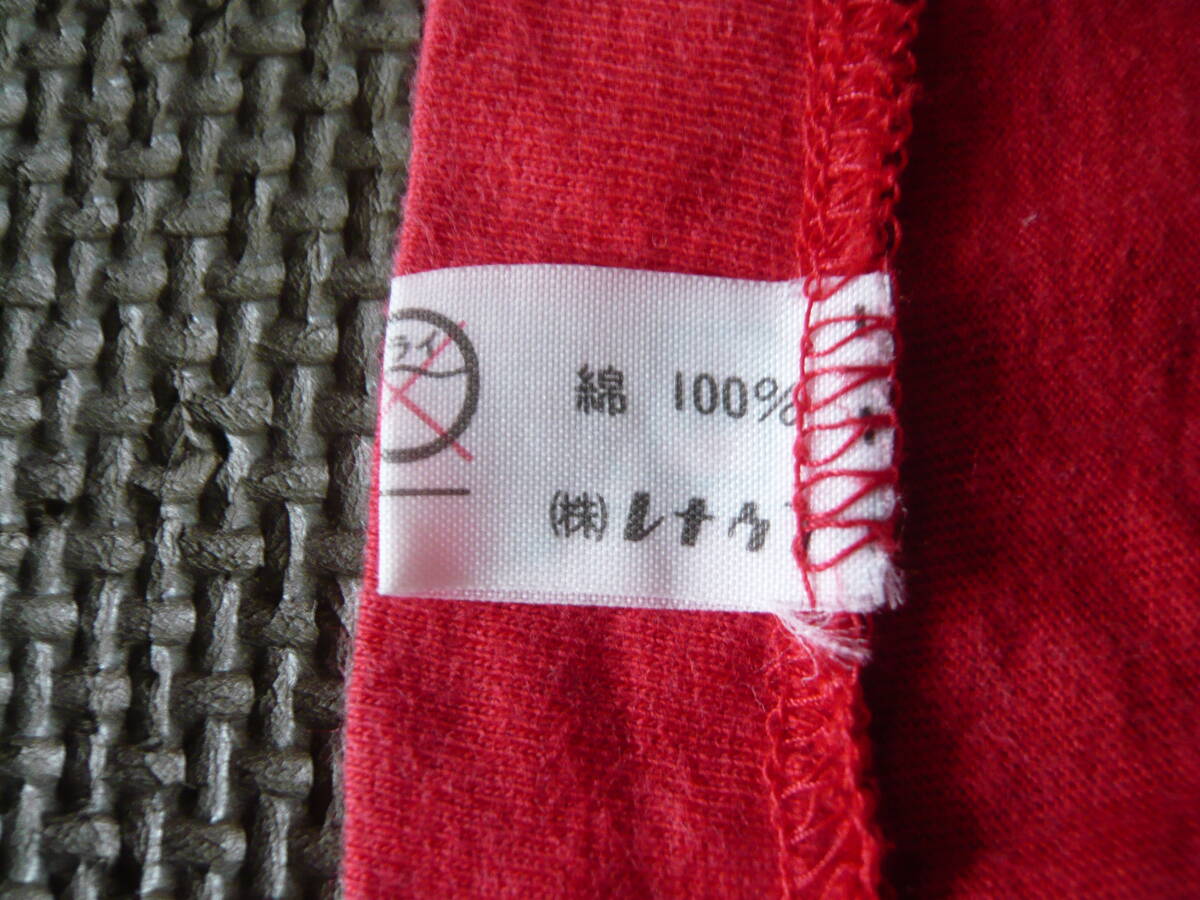 ライ
綿 100%
(株) レナウ